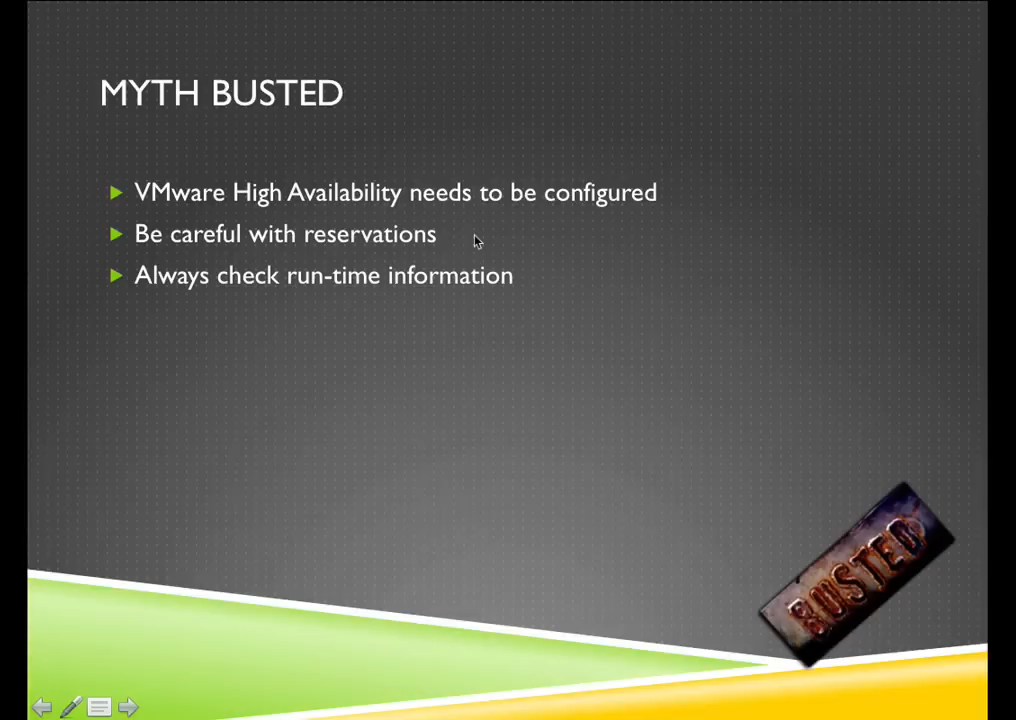 MYTH BUSTED
VMware High Availability needs to be configured
Be careful with reservations
Always check run-time information
BUSTED